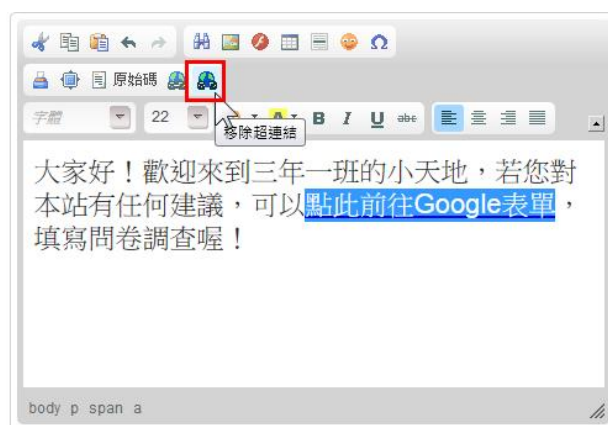 原始碼
字體 22 B I U abc
移除超連結
大家好！歡迎來到三年一班的小天地，若您對
本站有任何建議，可以點此前往Google表單，
填寫問卷調查喔！
body p span a